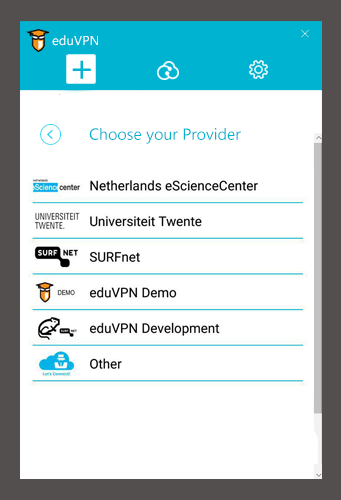 eduVPN
Choose your Provider
NETHERLANDS
eScience center
Netherlands eScienceCenter
UNIVERSITEIT
TWENTE.
Universiteit Twente
SURF NET
SURFnet
DEMO
eduVPN Demo
SURF NET
eduVPN Development
Let's Connect!
Other